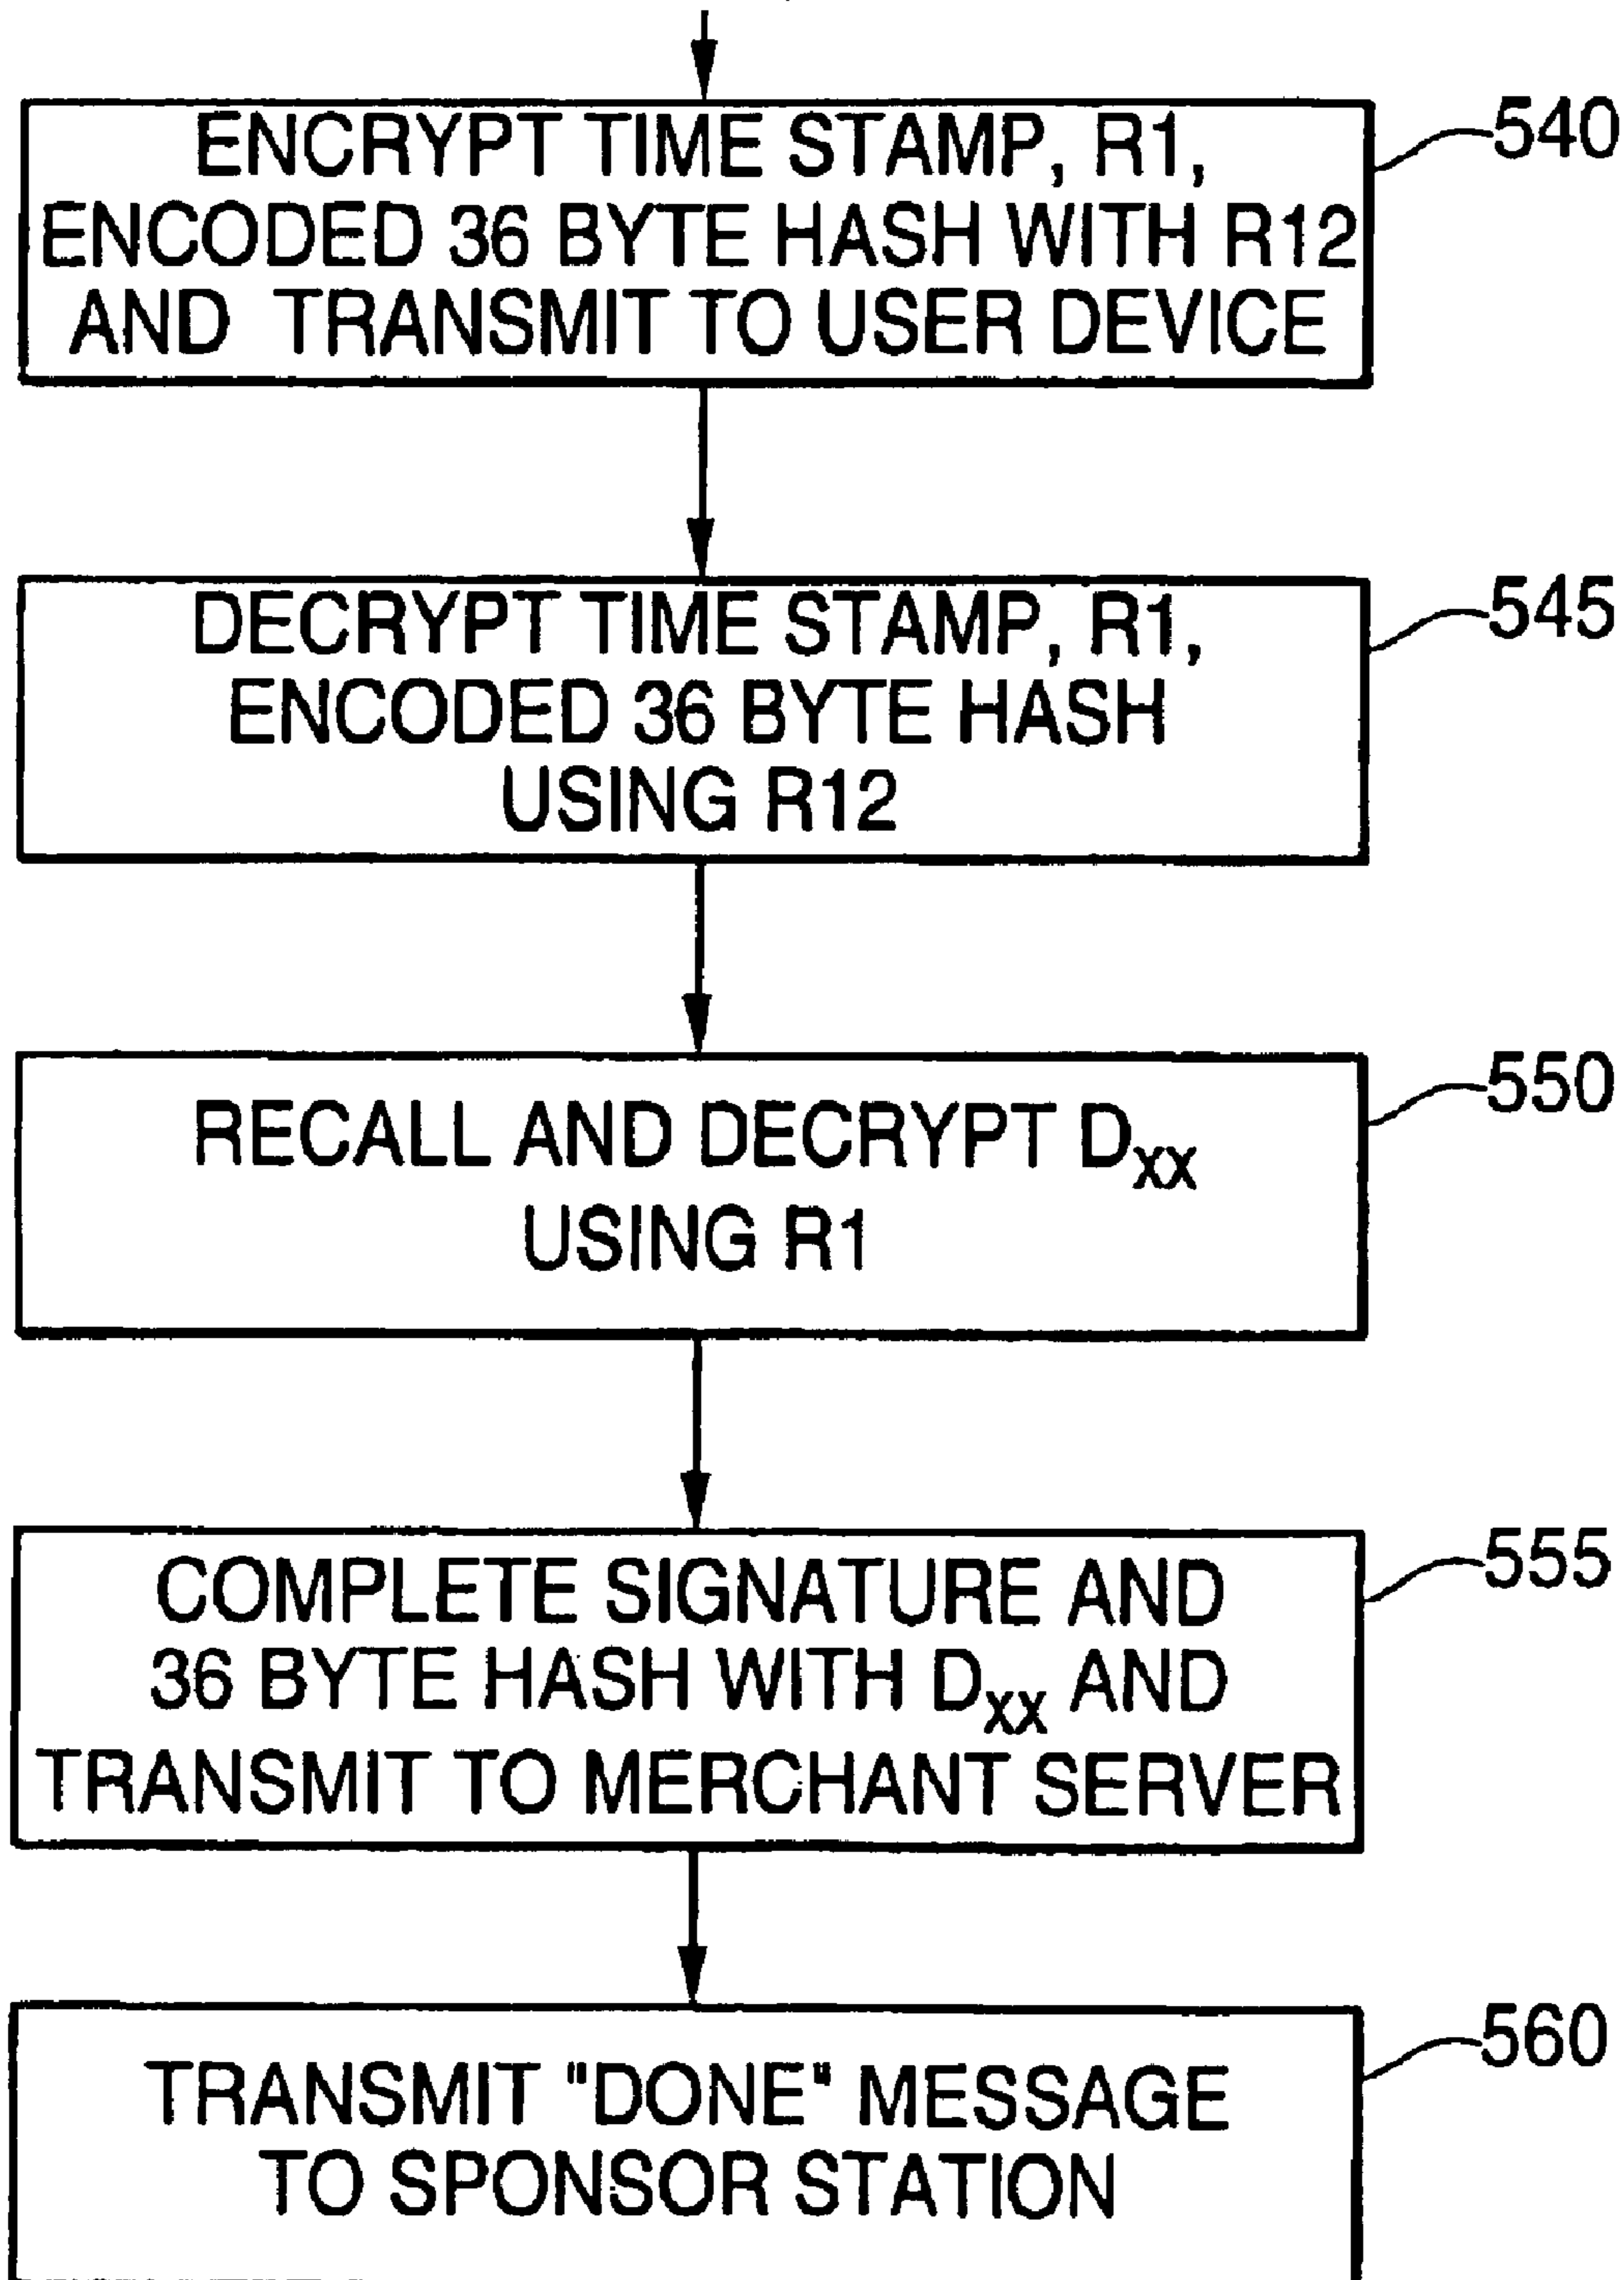 ENCRYPT TIME STAMP, R1,
ENCODED 36 BYTE HASH WITH R12
AND TRANSMIT TO USER DEVICE
540
DECRYPT TIME STAMP, R1,
ENCODED 36 BYTE HASH
USING R12
545
RECALL AND DECRYPT Dxx
USING R1
550
COMPLETE SIGNATURE AND
36 BYTE HASH WITH Dxx AND
TRANSMIT TO MERCHANT SERVER
555
TRANSMIT "DONE" MESSAGE
TO SPONSOR STATION
560